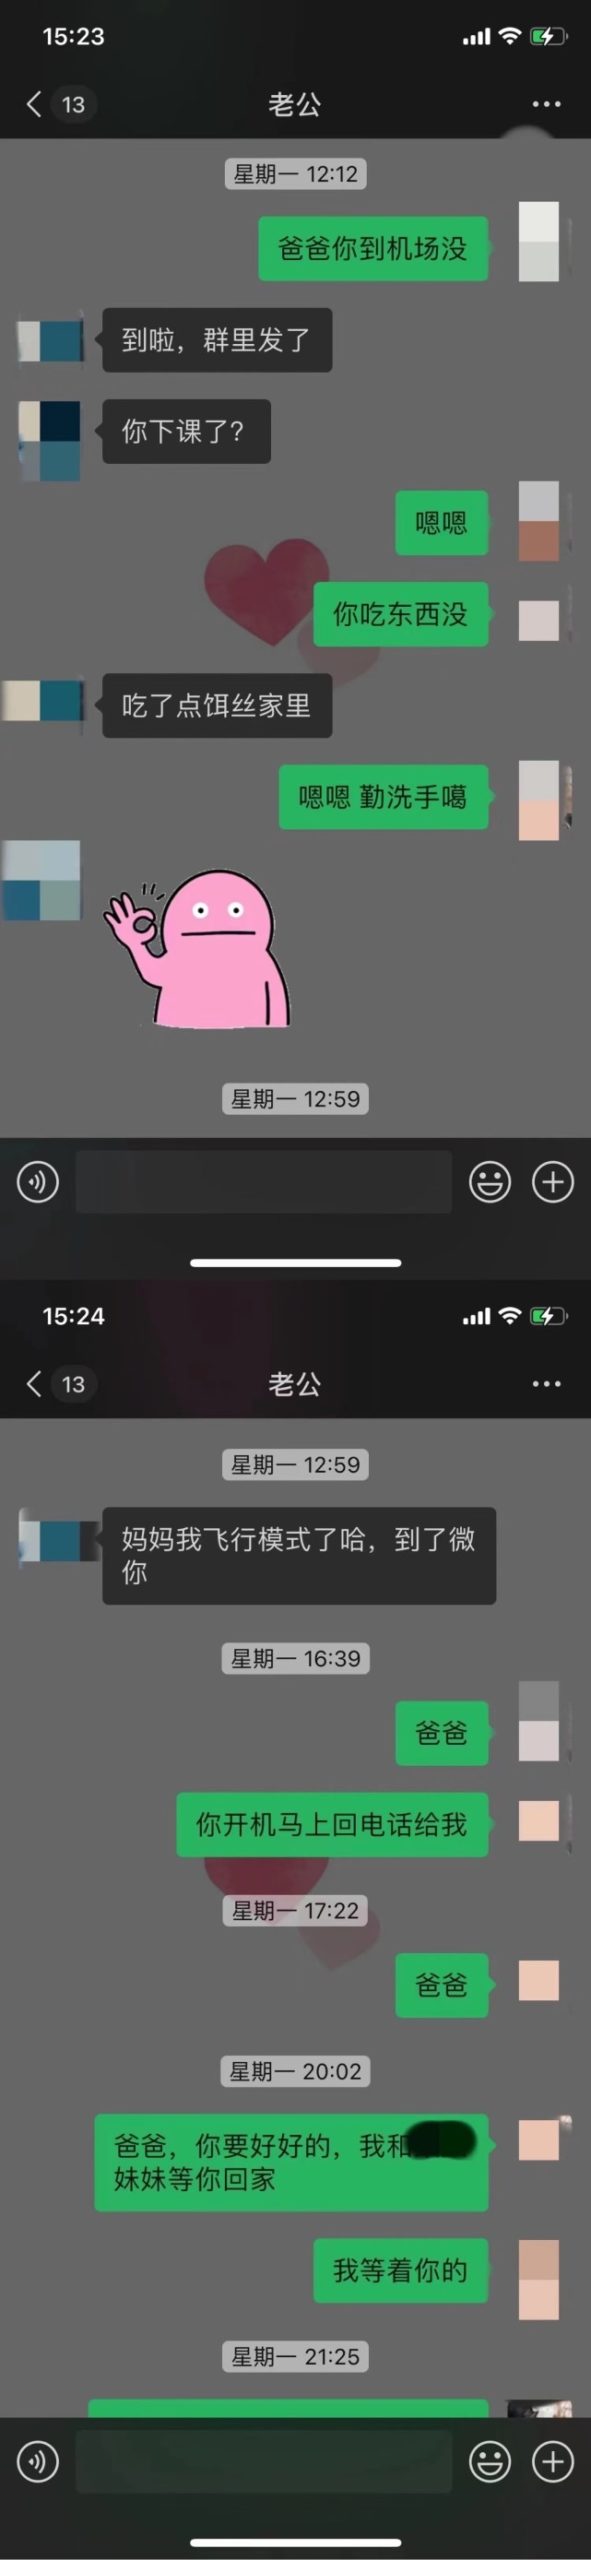 15:23
13
老公
星期一 12:12
爸爸你到机场没
到啦，群里发了
你下课了？
嗯嗯
你吃东西没
吃了点饵丝家里
嗯嗯 勤洗手噶
星期一 12:59
15:24
13
老公
星期一 12:59
妈妈我飞行模式了哈，到了微
你
星期一 16:39
爸爸
你开机马上回电话给我
星期一 17:22
爸爸
星期一 20:02
爸爸，你要好好的，我和
妹妹等你回家
我等着你的
星期一 21:25